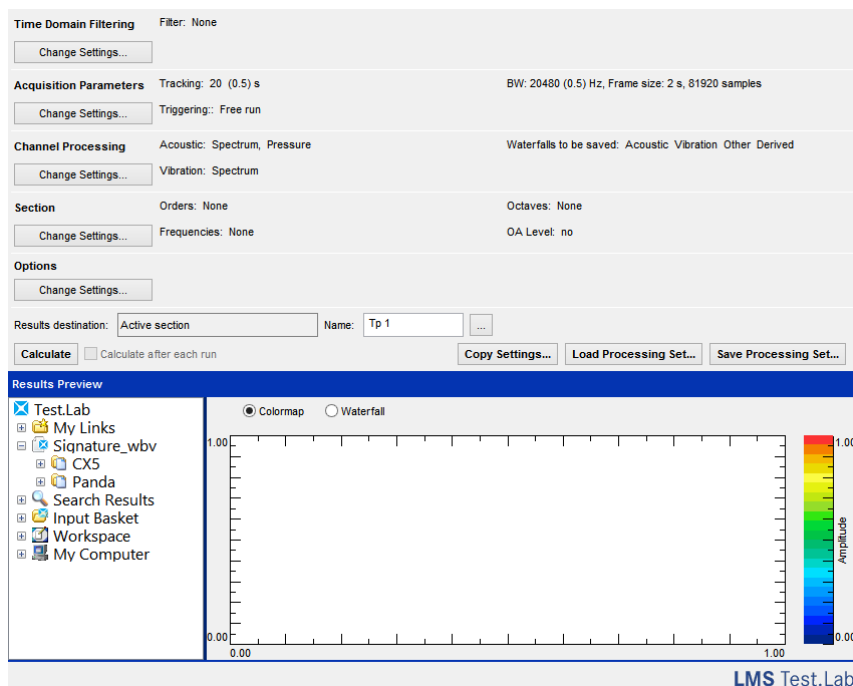 Time Domain Filtering Filter: None
Change Settings...
Acquisition Parameters Tracking: 20 (0.5) s BW: 20480 (0.5) Hz, Frame size: 2 s, 81920 samples
Change Settings... Triggering:: Free run
Channel Processing Acoustic: Spectrum, Pressure Waterfalls to be saved: Acoustic Vibration Other Derived
Change Settings... Vibration: Spectrum
Section Orders: None Octaves: None
Change Settings... Frequencies: None OA Level: no
Options
Change Settings...
Results destination: Active section Name: Tp 1 ...
Calculate Calculate after each run Copy Settings... Load Processing Set... Save Processing Set...
Results Preview
Test.Lab
My Links
Signature_wbv
CX5
Panda
Search Results
Input Basket
Workspace
My Computer
Colormap Waterfall
1.00
0.00
0.00 1.00
1.00
Amplitude
0.00
LMS Test.Lab